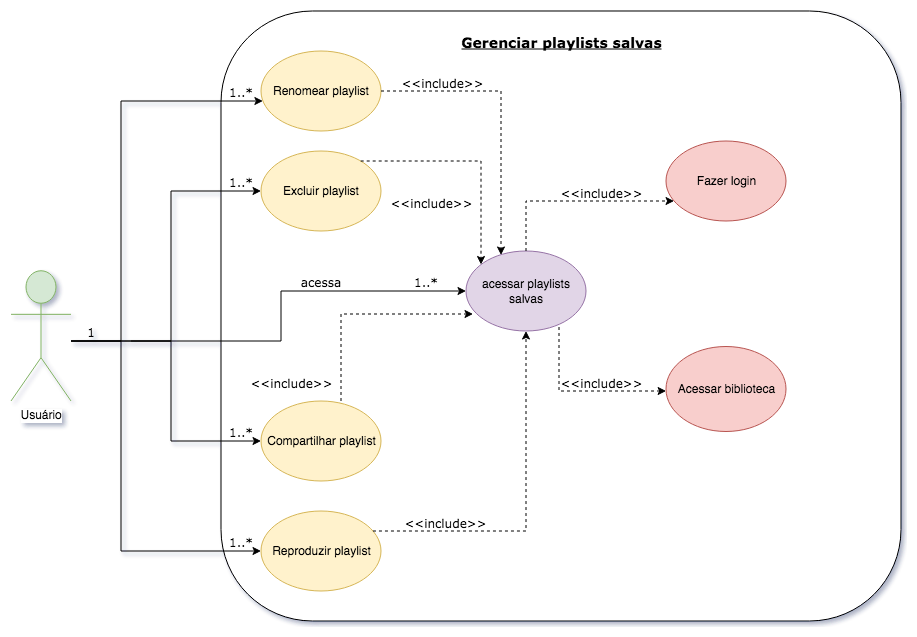 Gerenciar playlists salvas
1..*
Renomear playlist
<<include>>
1..*
Excluir playlist
<<include>>
<<include>>
Fazer login
acessa
1..*
acessar playlists
salvas
1
Usuário
<<include>>
<<include>>
Acessar biblioteca
1..*
Compartilhar playlist
1..*
Reproduzir playlist
<<include>>